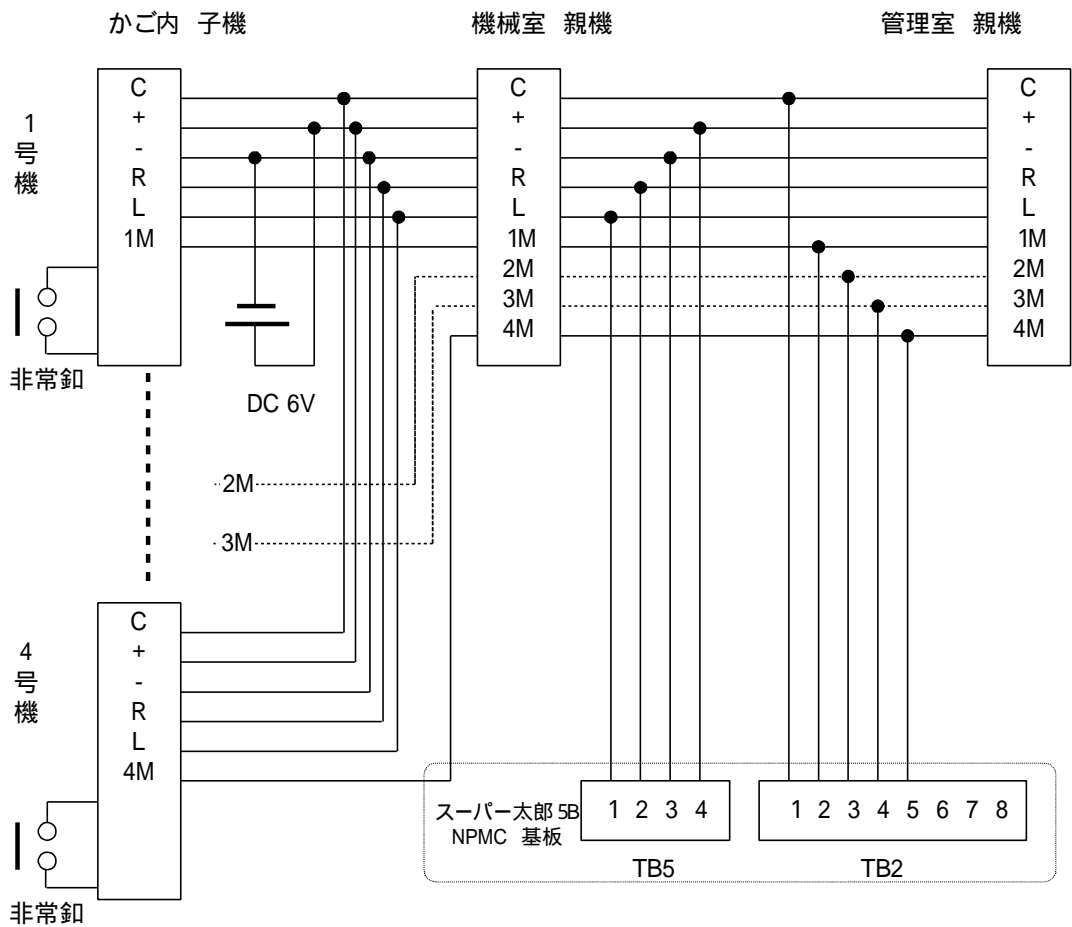 かご内 子機
機械室 親機
管理室 親機
1号機
C
+
-
R
L
1M
非常釦
DC 6V
2M
3M
C
+
-
R
L
1M
2M
3M
4M
C
+
-
R
L
1M
2M
3M
4M
4号機
C
+
-
R
L
4M
非常釦
スーパー太郎 5B
NPMC 基板
1 2 3 4
TB5
1 2 3 4 5 6 7 8
TB2